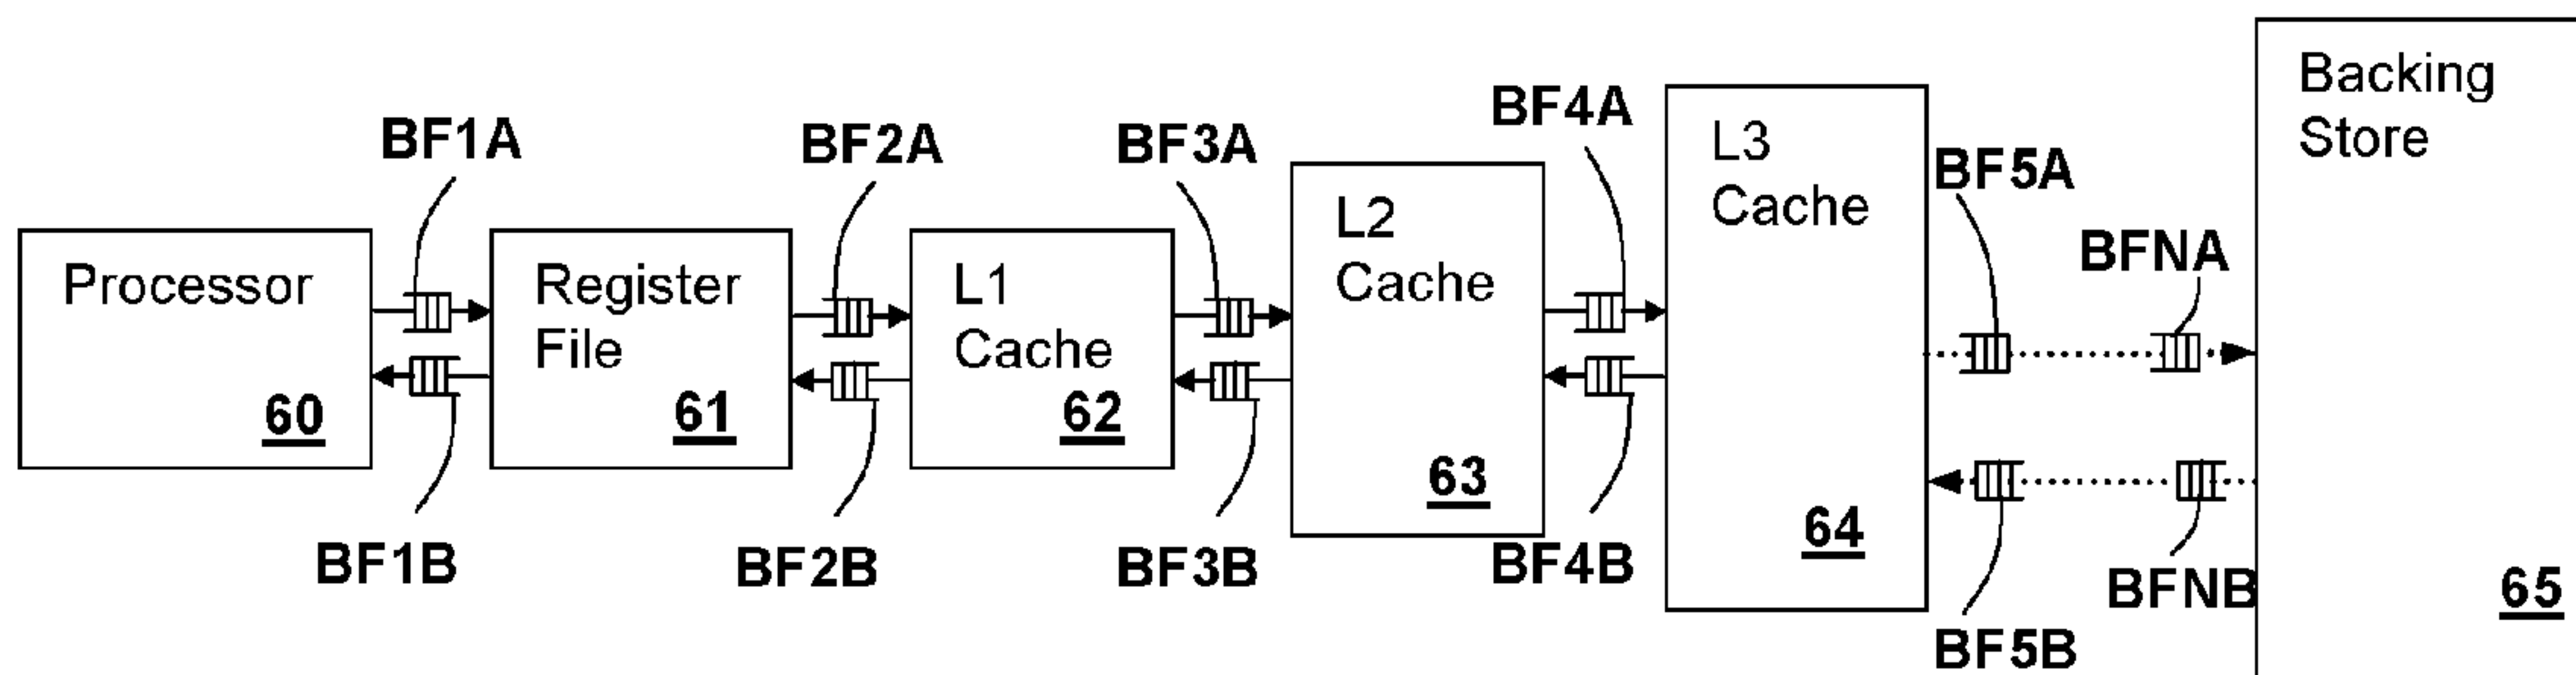 BF1A
BF2A
BF3A
BF4A
BF5A
BFNA
Processor
60
Register
File
61
L1
Cache
62
L2
Cache
63
L3
Cache
64
Backing
Store
65
BF1B
BF2B
BF3B
BF4B
BF5B
BFNB